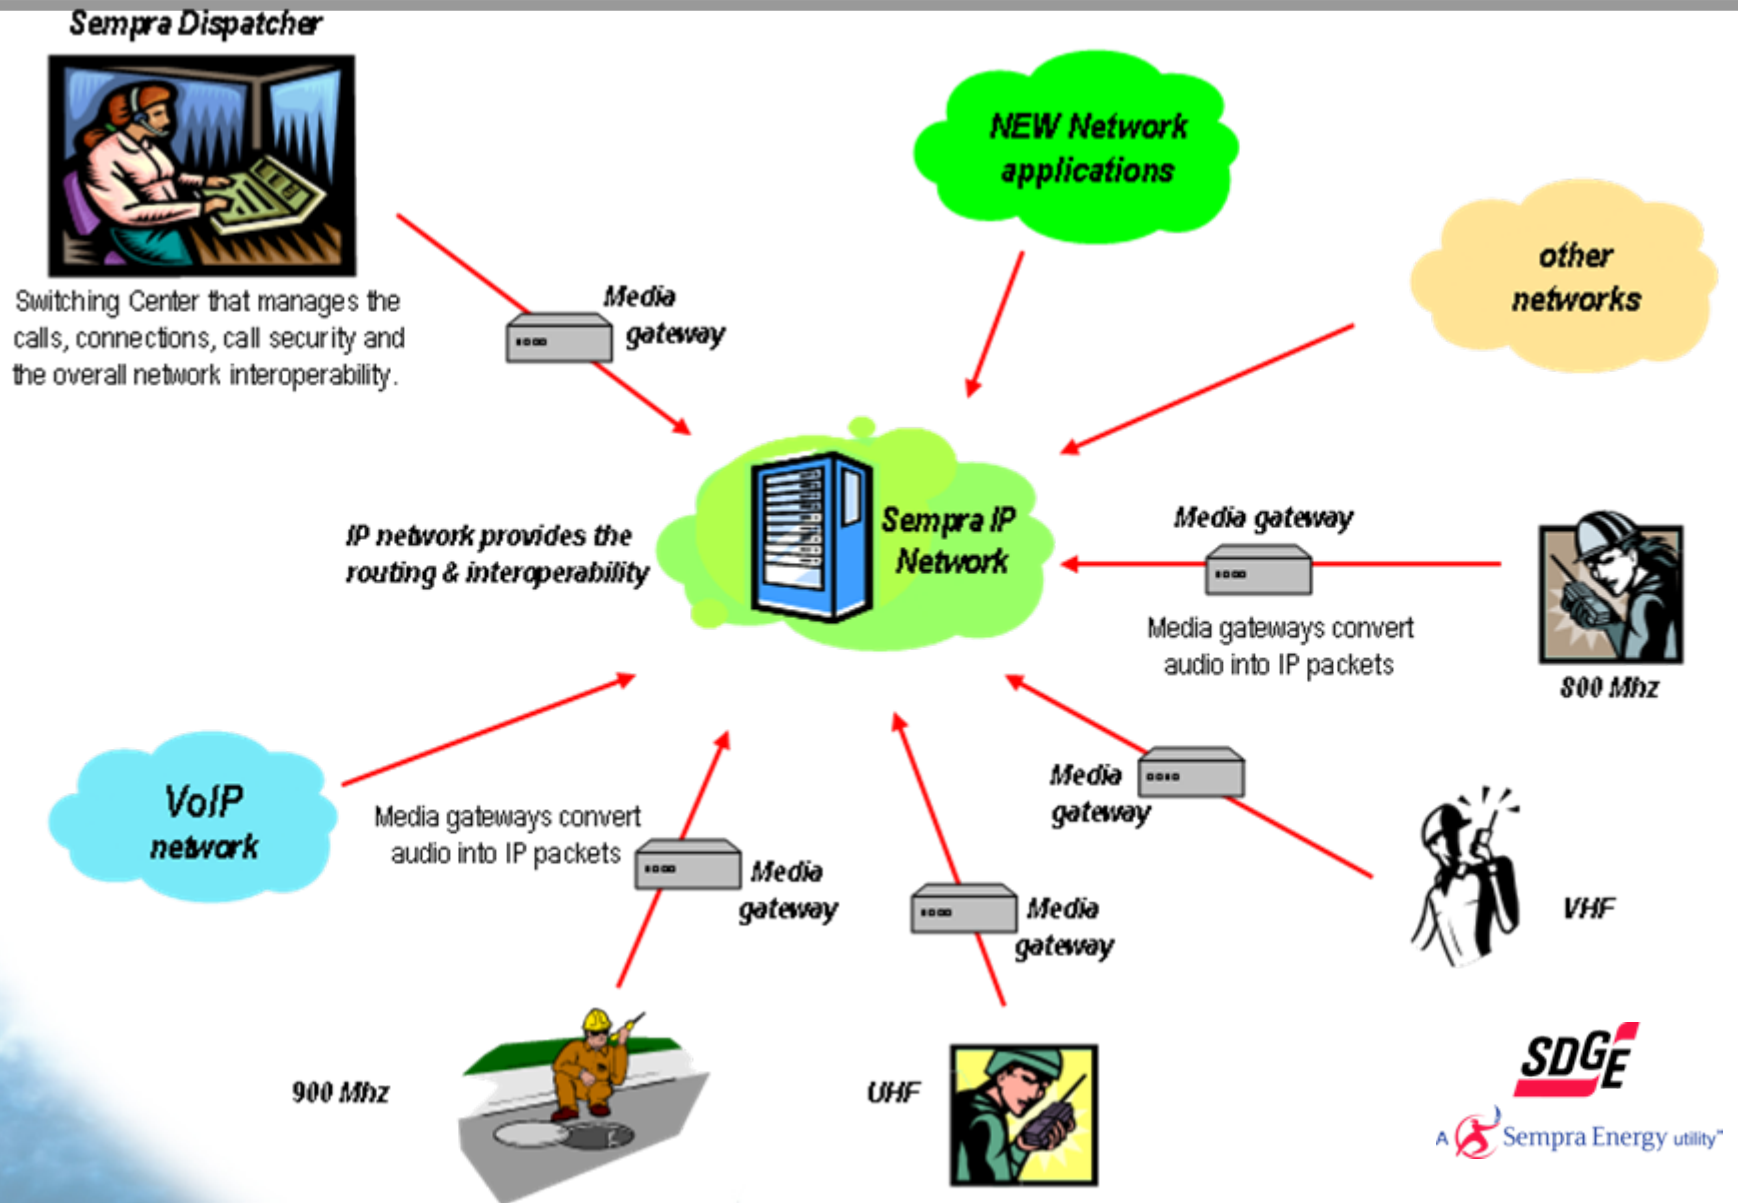 Sempra Dispatcher
Switching Center that manages the
calls, connections, call security and
the overall network interoperability.
Media
gateway
NEW Network
applications
other
networks
IP network provides the
routing & interoperability
Sempra IP
Network
Media gateway
Media gateways convert
audio into IP packets
800 Mhz
VoIP
network
Media gateways convert
audio into IP packets
Media
gateway
Media
gateway
Media
gateway
VHF
900 Mhz
UHF
SDGE
A Sempra Energy utility™